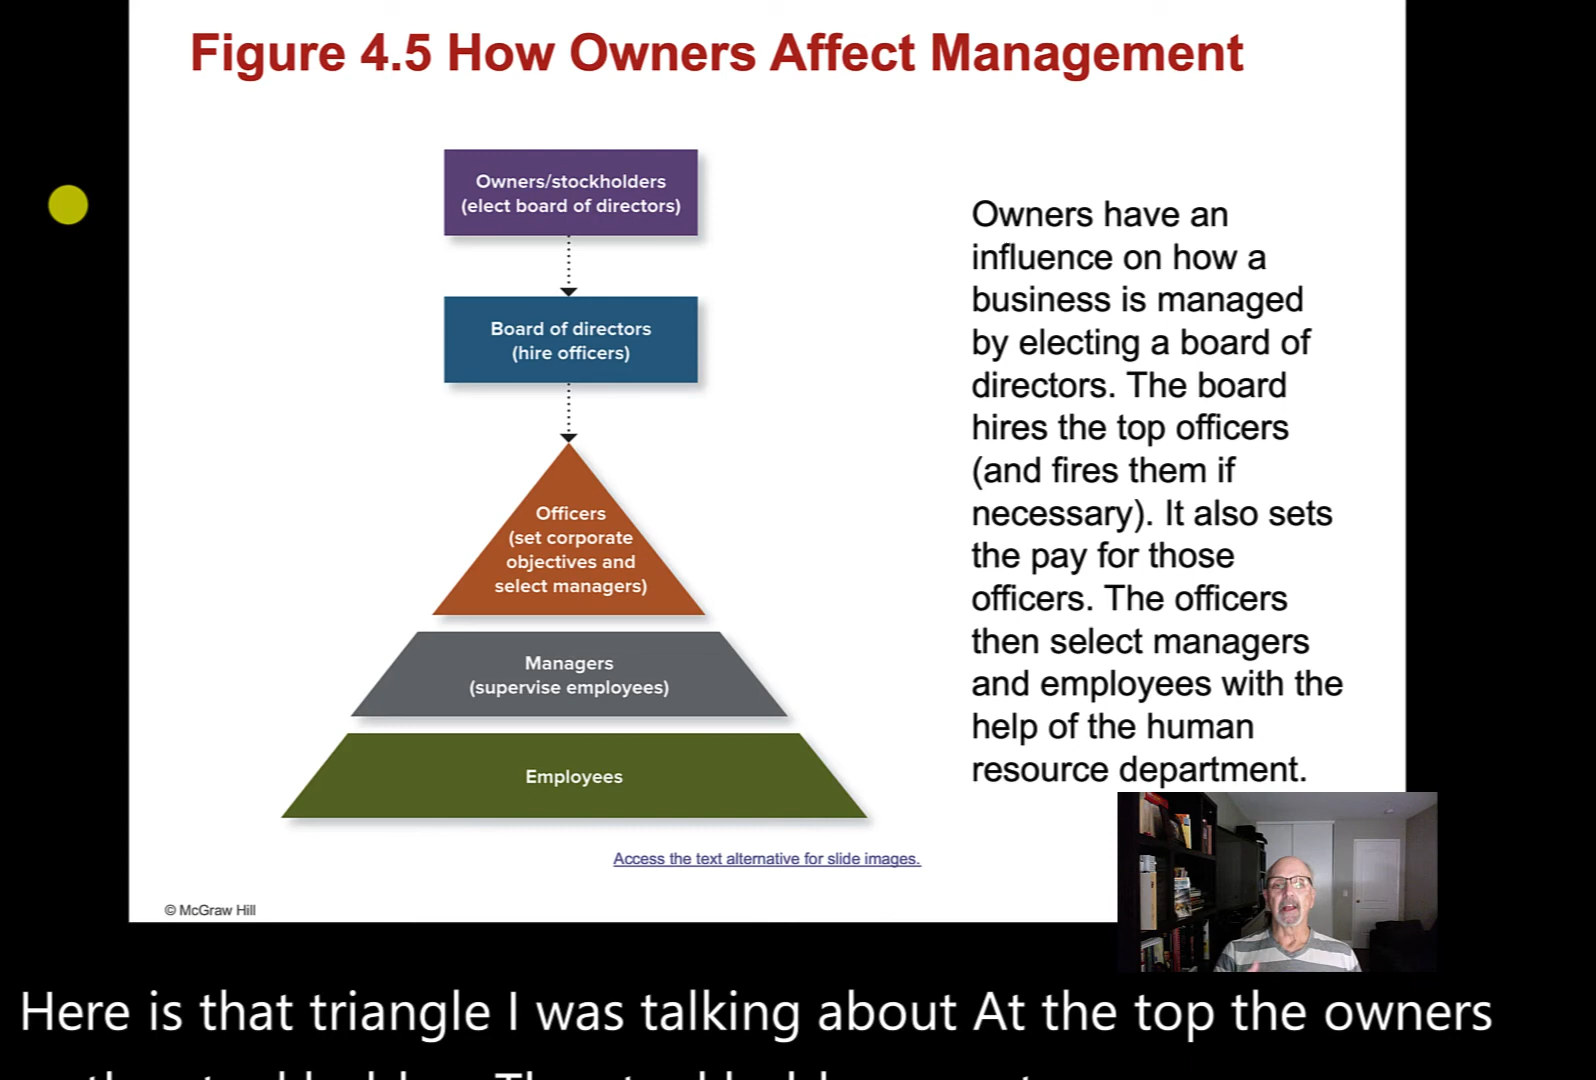 Figure 4.5 How Owners Affect Management
Owners/stockholders
(elect board of directors)
Board of directors
(hire officers)
Officers
(set corporate
objectives and
select managers)
Managers
(supervise employees)
Employees
Owners have an
influence on how a
business is managed
by electing a board of
directors. The board
hires the top officers
(and fires them if
necessary). It also sets
the pay for those
officers. The officers
then select managers
and employees with the
help of the human
resource department.
Access the text alternative for slide images.
© McGraw Hill
Here is that triangle I was talking about At the top the owners